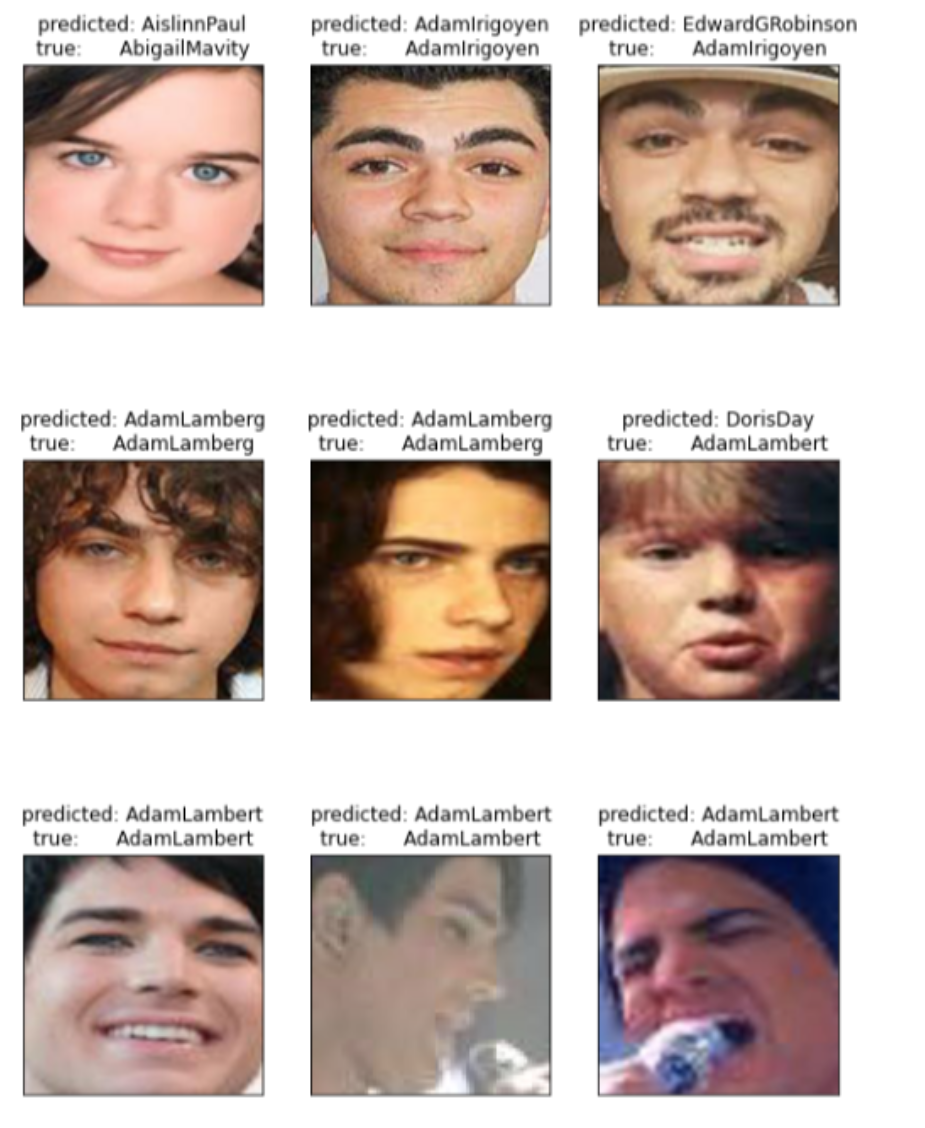 predicted: AislinnPaul
true: AbigailMavity
predicted: AdamIrigoyen
true: AdamIrigoyen
predicted: EdwardGRobinson
true: AdamIrigoyen
predicted: AdamLamberg
true: AdamLamberg
predicted: AdamLamberg
true: AdamLamberg
predicted: DorisDay
true: AdamLambert
predicted: AdamLambert
true: AdamLambert
predicted: AdamLambert
true: AdamLambert
predicted: AdamLambert
true: AdamLambert